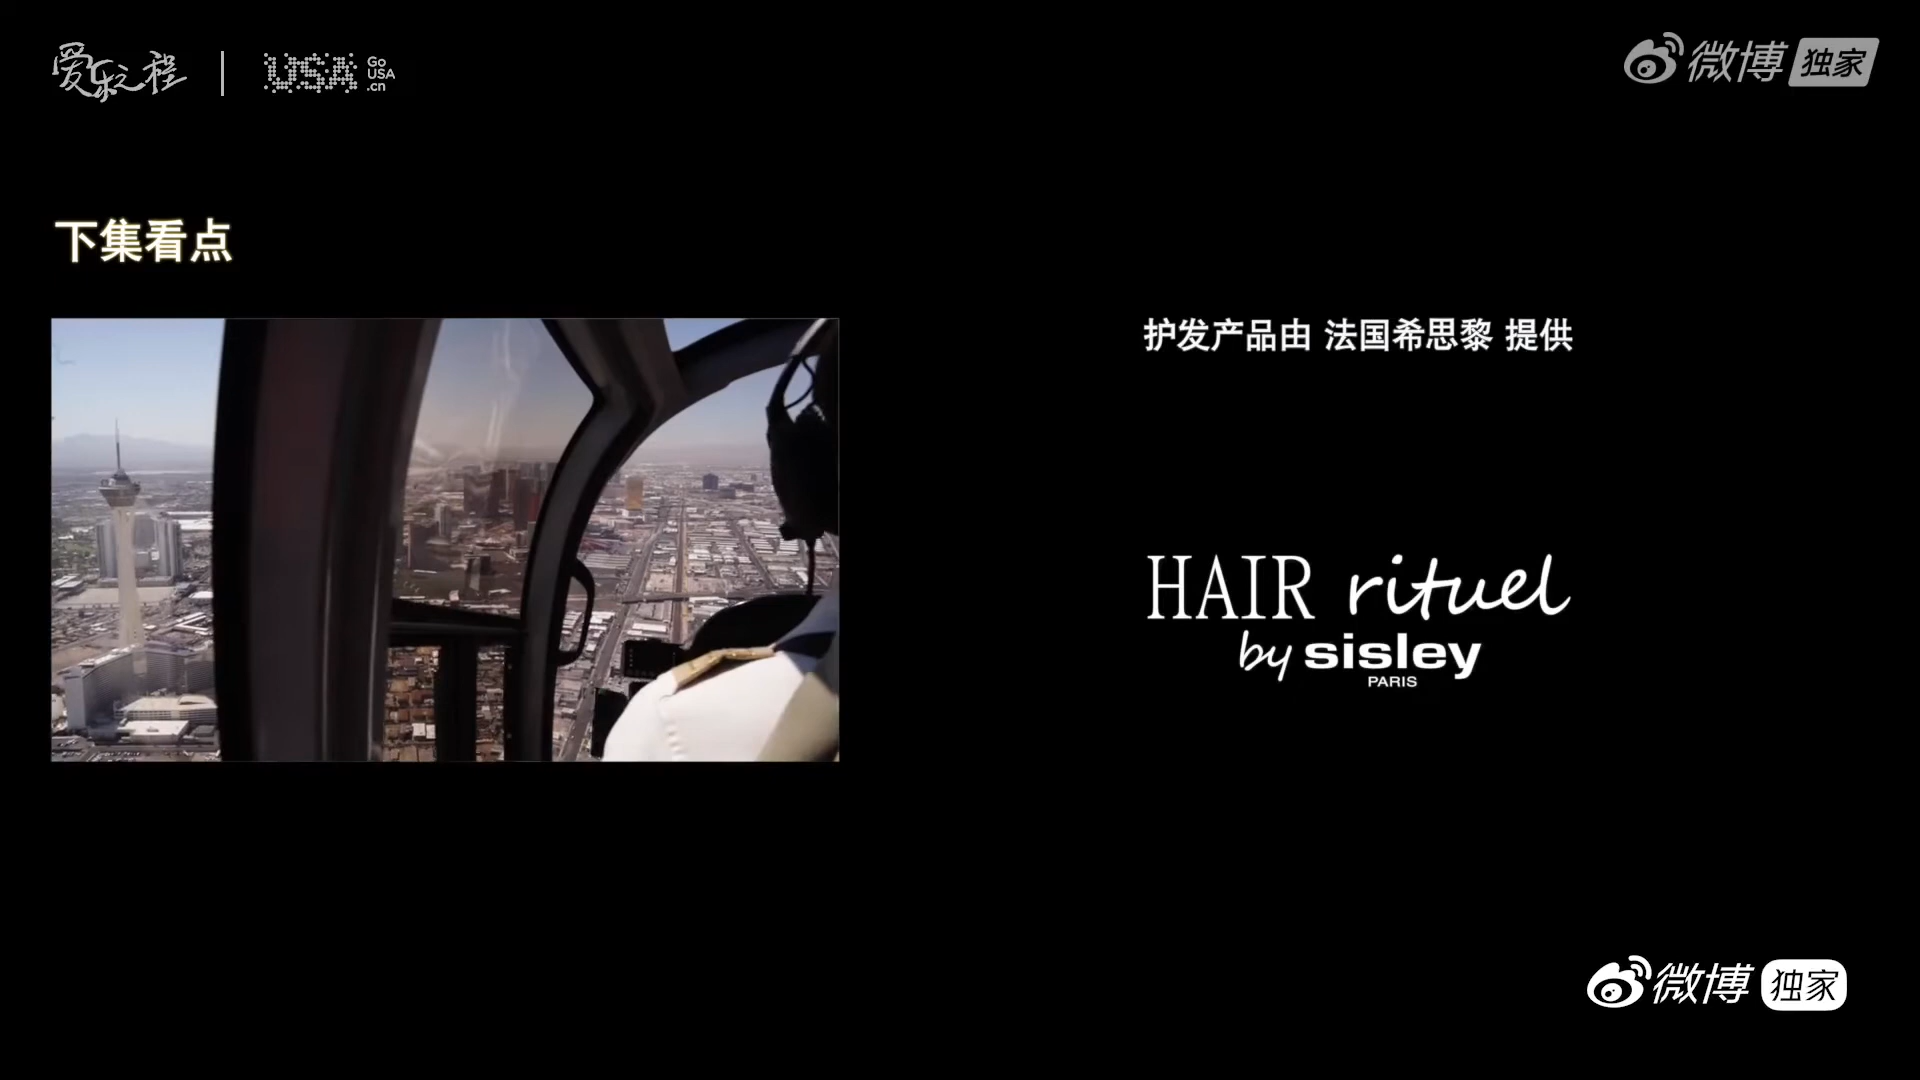 爱乐之程
USA
Go
USA
.cn
微博 独家
下集看点
护发产品由 法国希思黎 提供
HAIR rituel
by sisley
PARIS
微博 独家